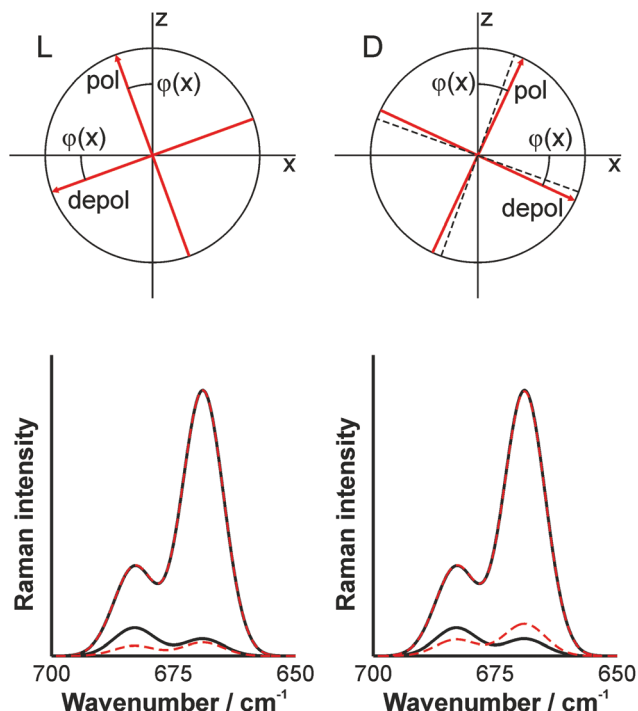 L
z
pol
φ(x)
φ(x)
x
depol
D
z
φ(x)
pol
φ(x)
x
depol
Raman intensity
700
675
650
Wavenumber / cm⁻¹
Raman intensity
700
675
650
Wavenumber / cm⁻¹